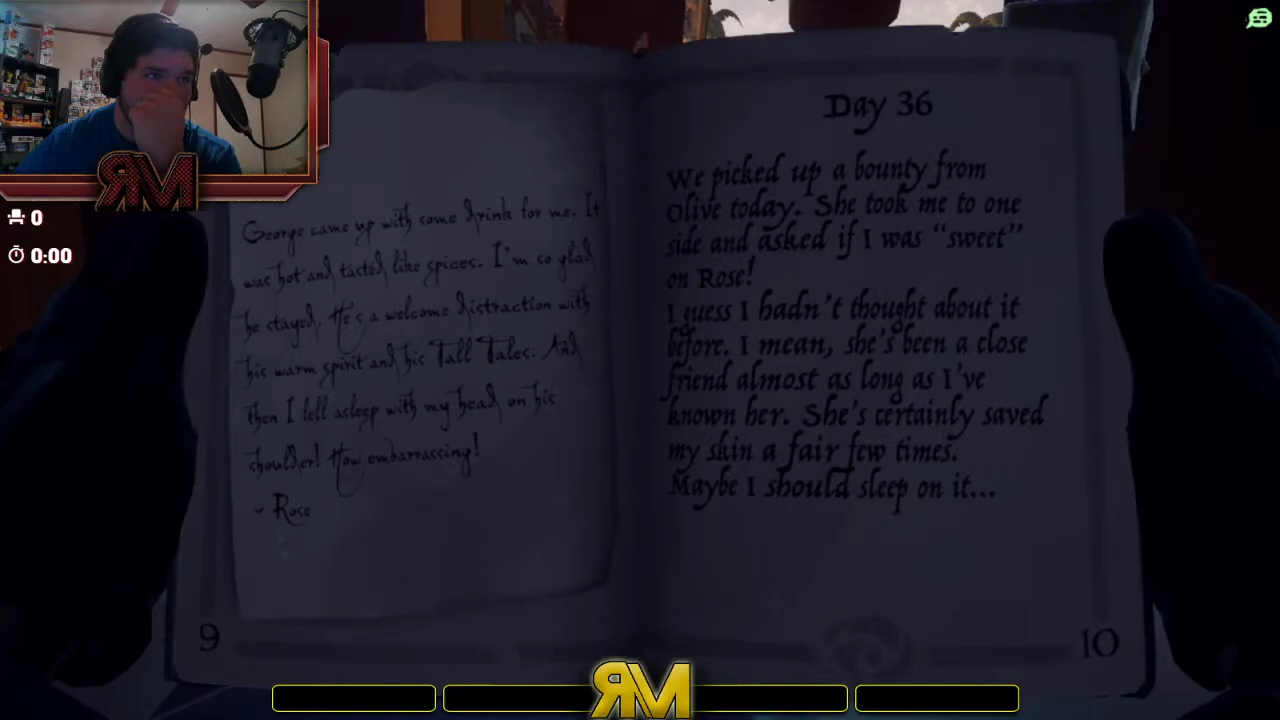 ЯM
0
0:00
George came up with some drink for me. It
was hot and tasted like spices. I'm so glad
he stayed. He's a welcome distraction with
his warm spirit and his Tall Tales. And
then I fell asleep with my head on his
shoulder! How embarrassing!
~ Rose
9
Day 36
We picked up a bounty from
Olive today. She took me to one
side and asked if I was “sweet”
on Rose!
I guess I hadn't thought about it
before. I mean, she's been a close
friend almost as long as I've
known her. She's certainly saved
my skin a fair few times.
Maybe I should sleep on it...
10
ЯM